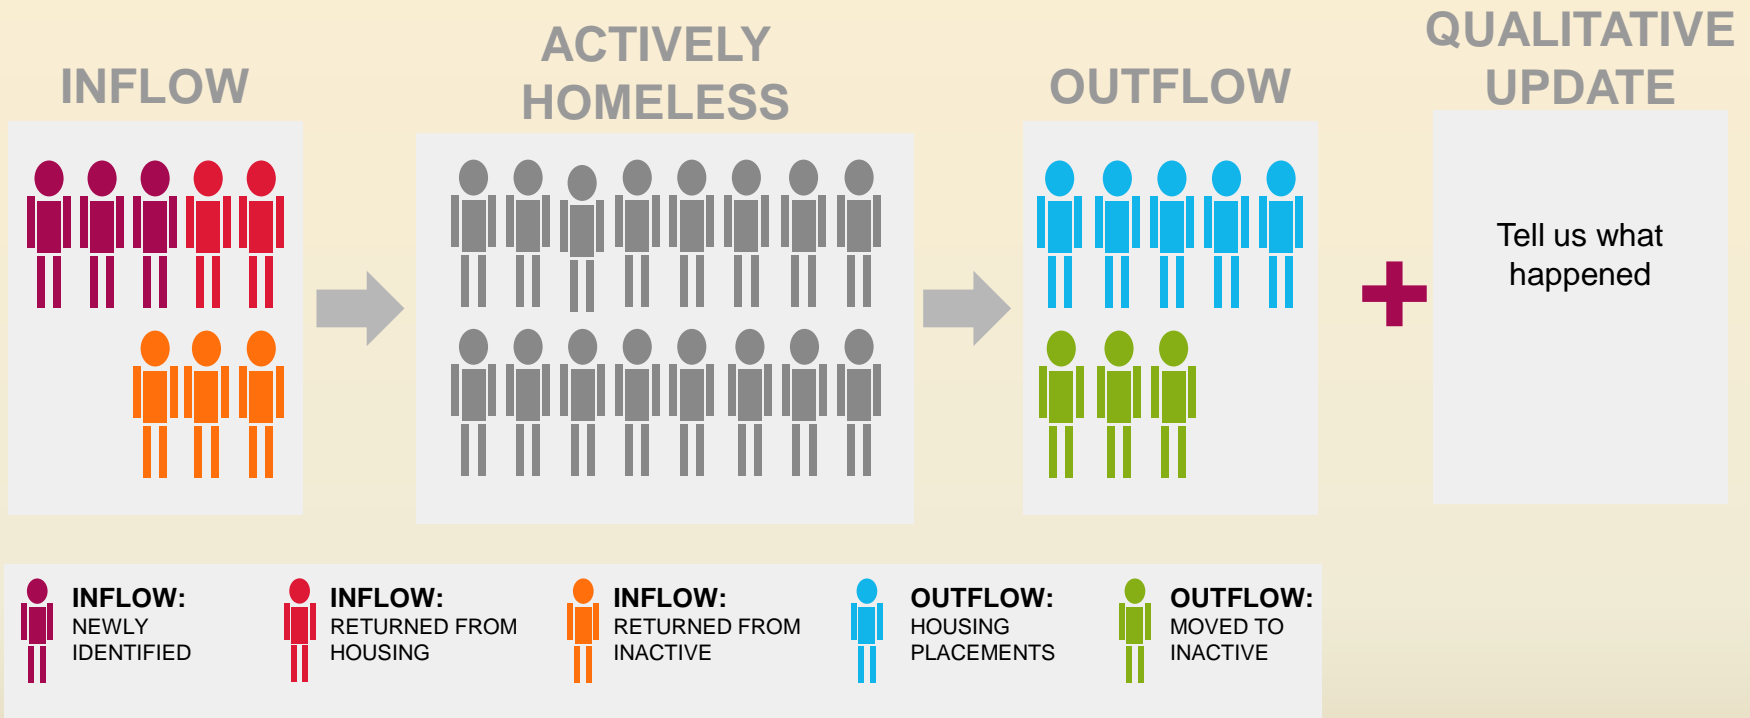 INFLOW
ACTIVELY
HOMELESS
OUTFLOW
QUALITATIVE
UPDATE
Tell us what
happened
INFLOW:
NEWLY
IDENTIFIED
INFLOW:
RETURNED FROM
HOUSING
INFLOW:
RETURNED FROM
INACTIVE
OUTFLOW:
HOUSING
PLACEMENTS
OUTFLOW:
MOVED TO
INACTIVE